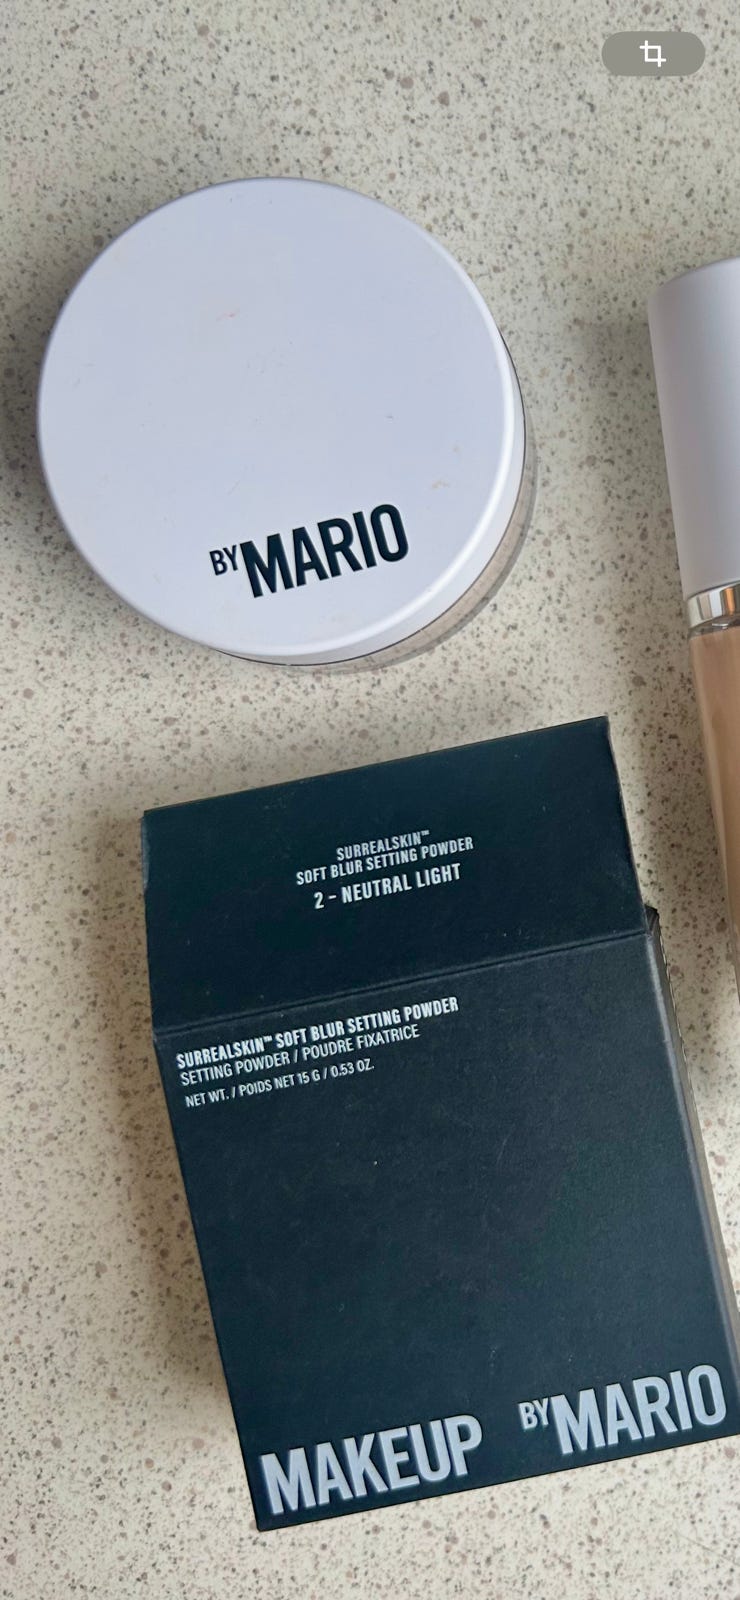 BY MARIO
SURREALSKIN™
SOFT BLUR SETTING POWDER
2 - NEUTRAL LIGHT
SURREALSKIN™ SOFT BLUR SETTING POWDER
SETTING POWDER / POUDRE FIXATRICE
NET WT. / POIDS NET 15 G / 0.53 OZ.
MAKEUP BY MARIO